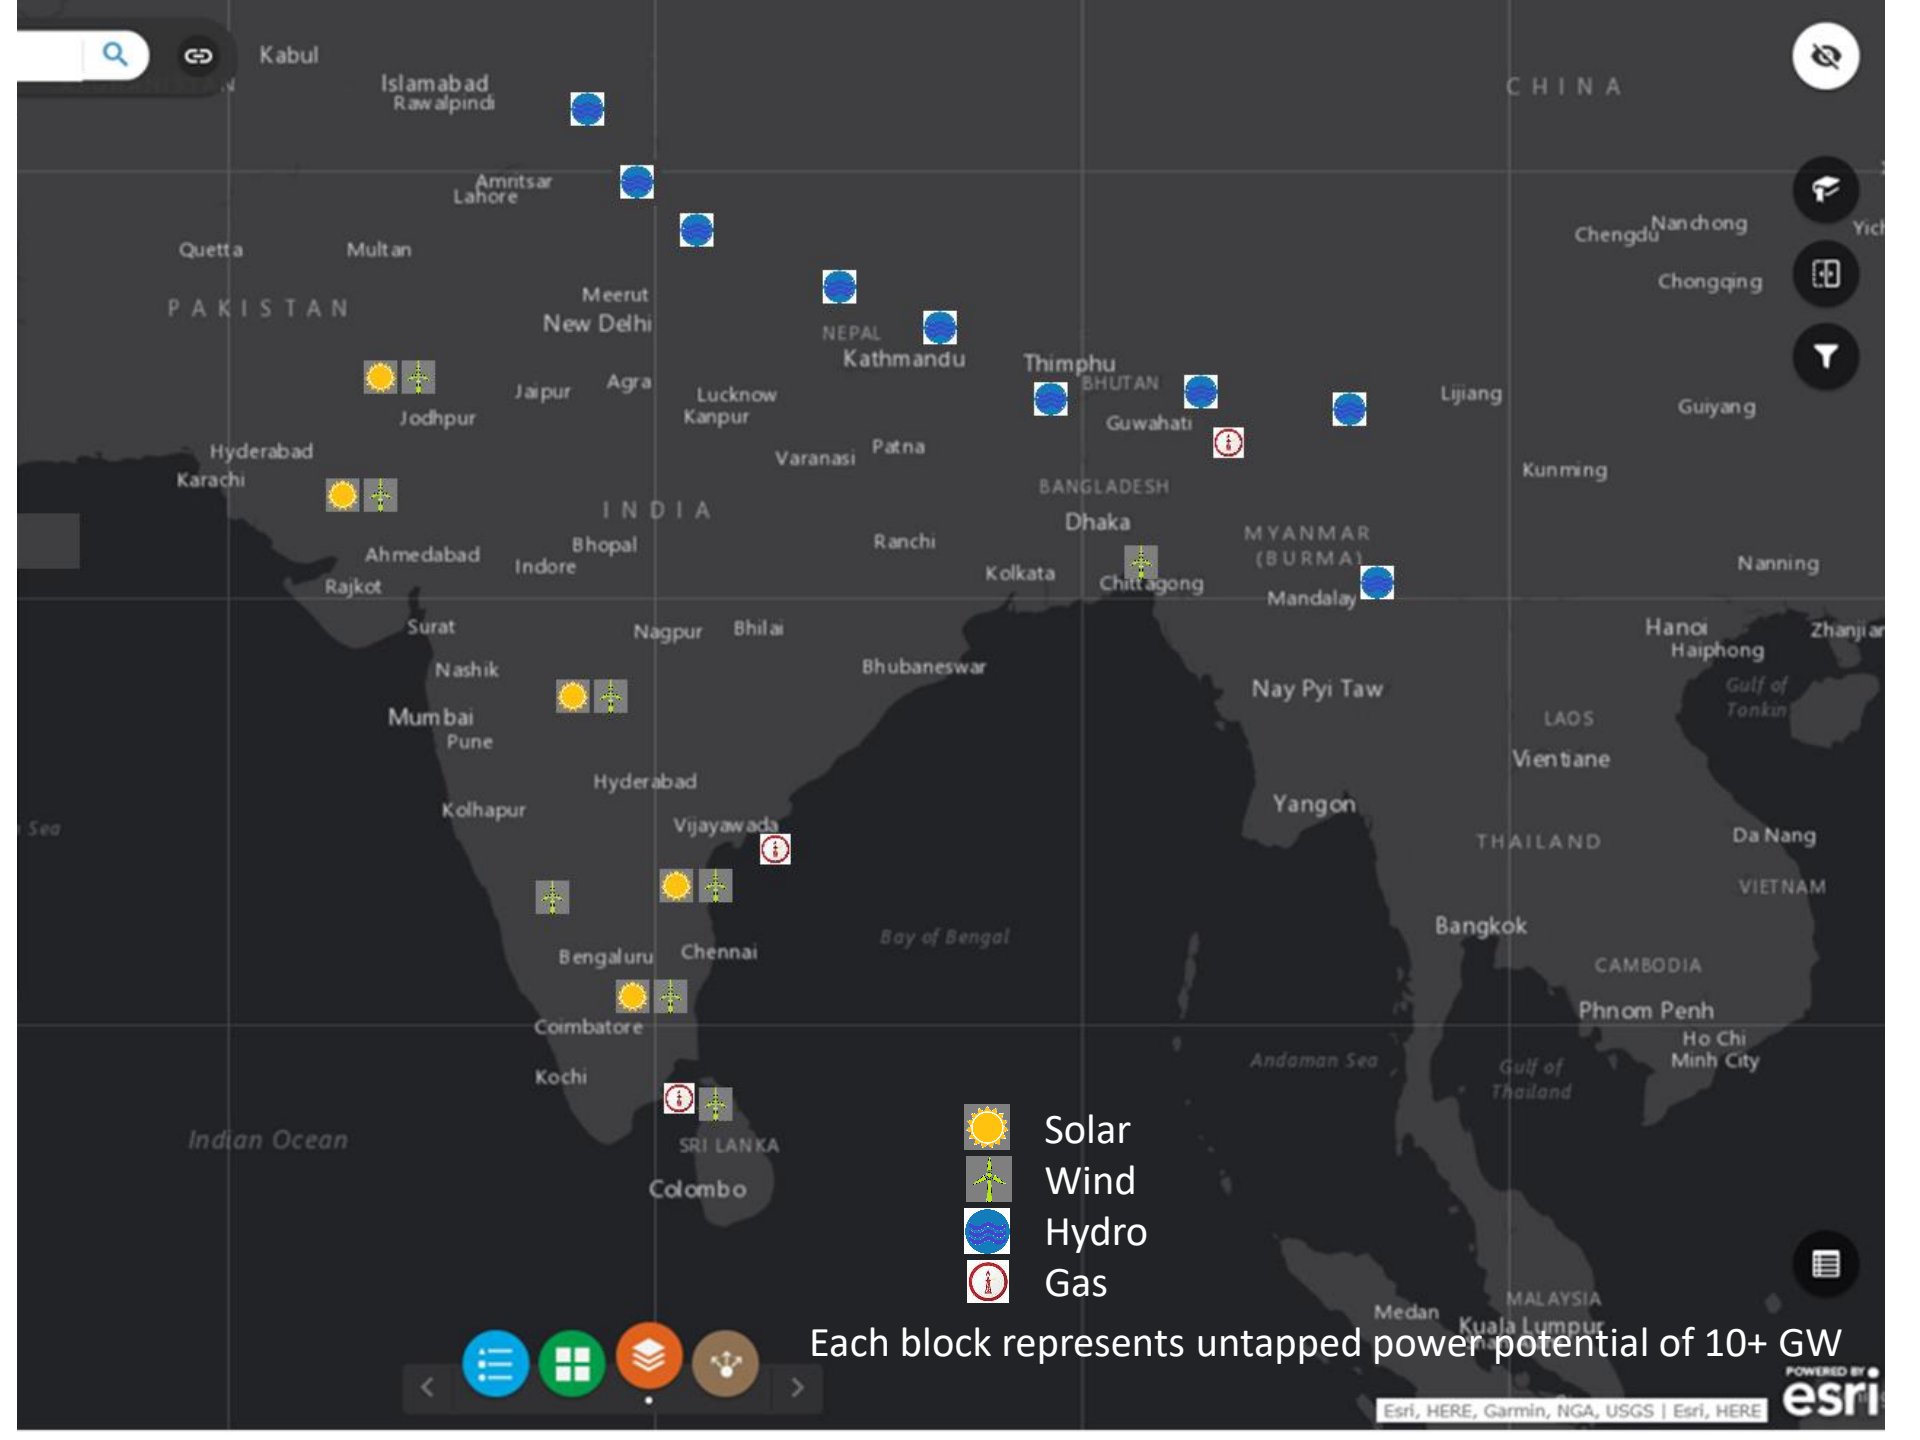 Kabul
Islamabad
Rawalpindi
CHINA
Amritsar
Lahore
Quetta
Multan
Nanchong
Chengdu
Chongqing
PAKISTAN
Meerut
New Delhi
NEPAL
Kathmandu
Thimphu
BHUTAN
Jodhpur
Jaipur
Agra
Lucknow
Kanpur
Guwahati
Lijiang
Guiyang
Hyderabad
Karachi
Varanasi
Patna
Kunming
BANGLADESH
INDIA
Dhaka
MYANMAR
(BURMA)
Ahmedabad
Bhopal
Indore
Ranchi
Kolkata
Chittagong
Nanning
Rajkot
Mandalay
Surat
Nagpur
Bhilai
Hanoi
Haiphong
Zhanjian
Nashik
Bhubaneswar
Nay Pyi Taw
Gulf of
Tonkin
Mumbai
Pune
LAOS
Vientiane
Hyderabad
Kolhapur
Yangon
Vijayawada
Sea
THAILAND
Da Nang
VIETNAM
Bay of Bengal
Bangkok
Bengaluru
Chennai
CAMBODIA
Phnom Penh
Coimbatore
Ho Chi
Minh City
Kochi
Andaman Sea
Gulf of
Thailand
Indian Ocean
SRI LANKA
Colombo
Solar
Wind
Hydro
Gas
MALAYSIA
Medan
Kuala Lumpur
Each block represents untapped power potential of 10+ GW
POWERED BY
esri
Esri, HERE, Garmin, NGA, USGS | Esri, HERE